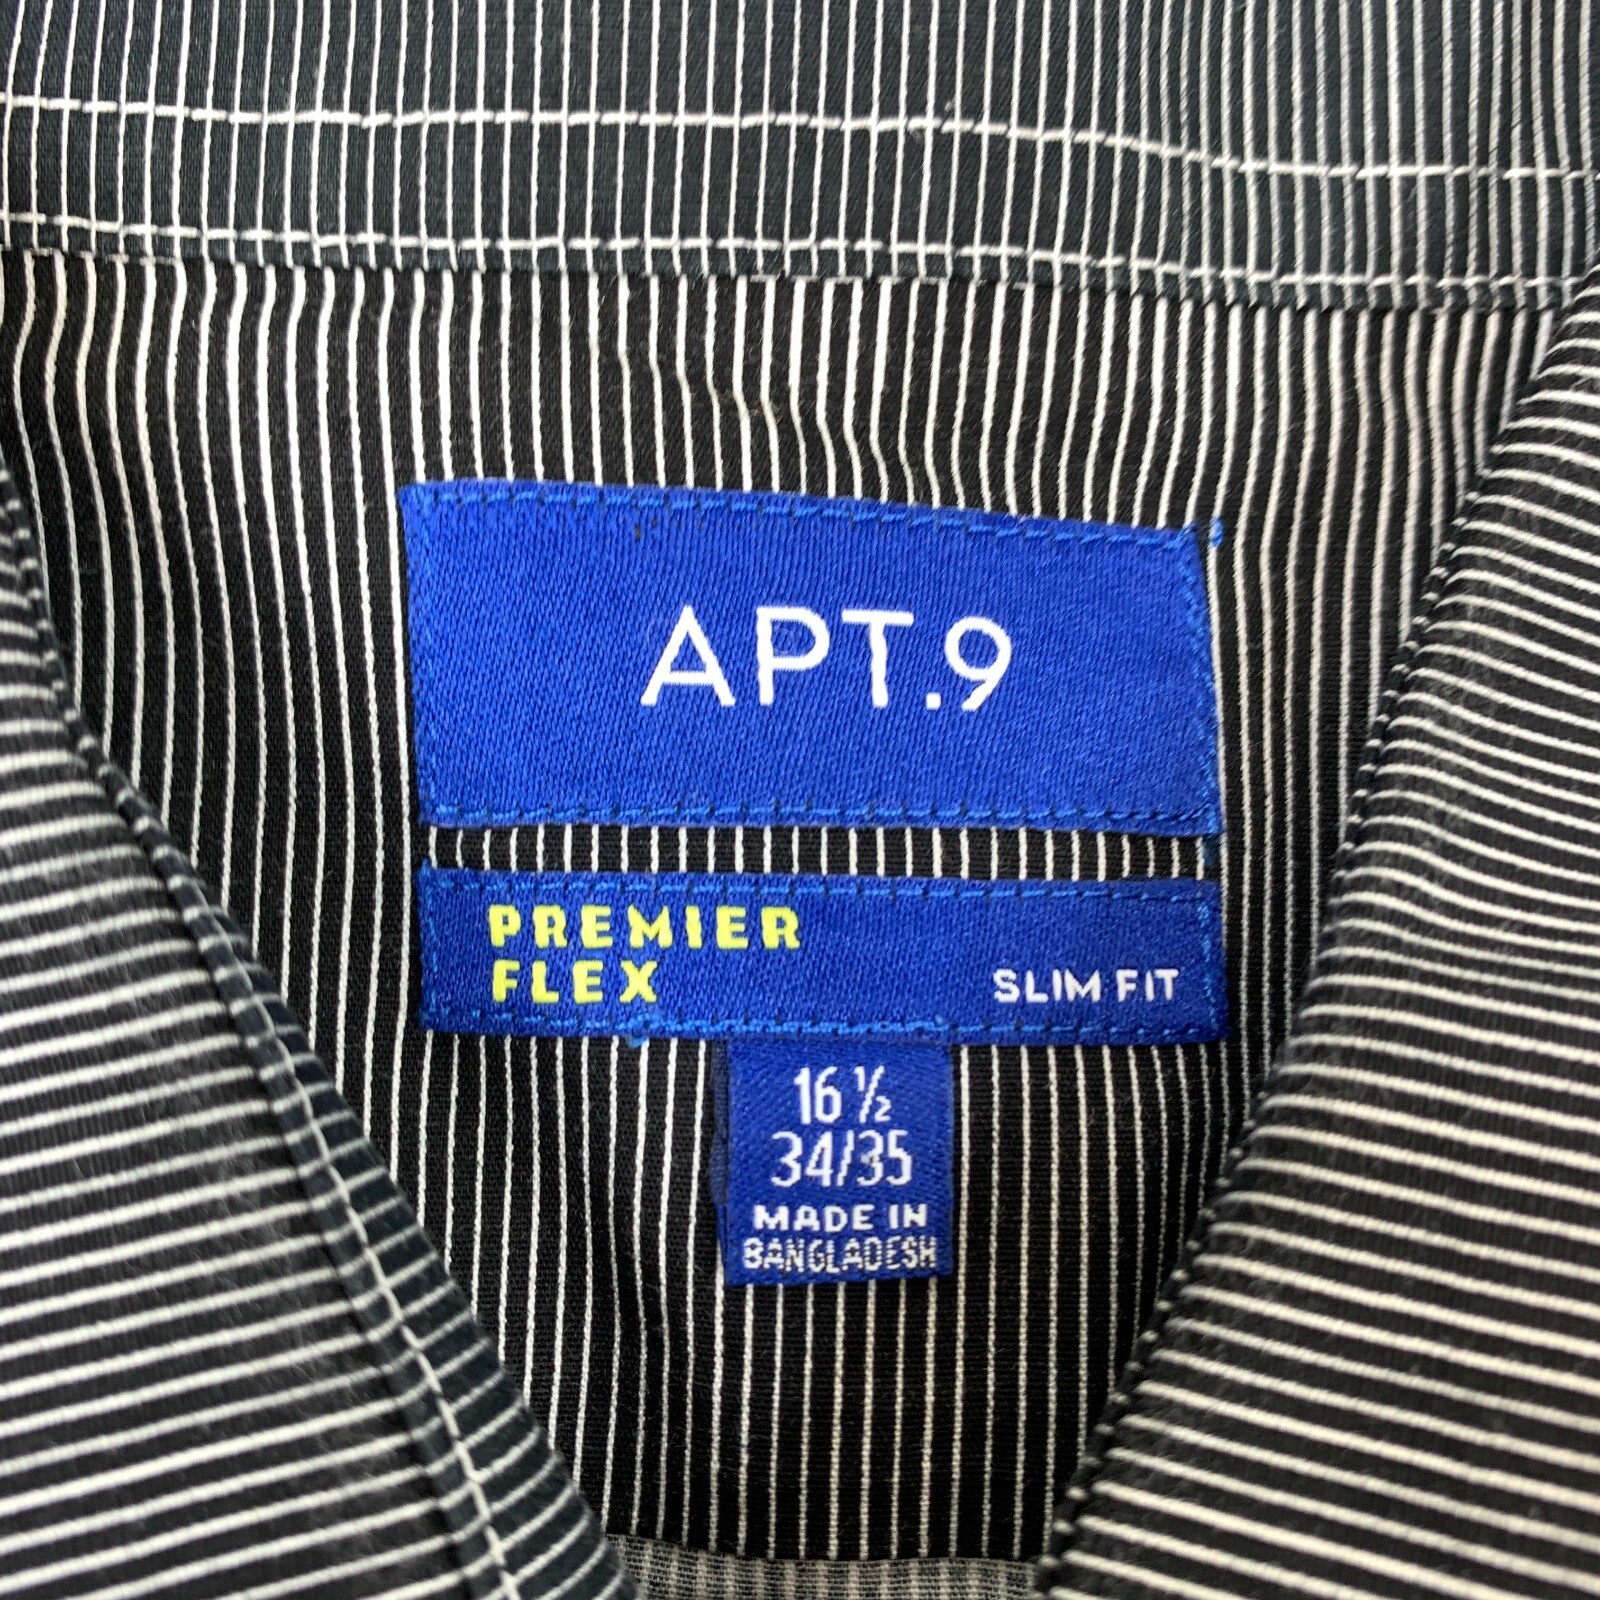 APT.9
PREMIER
FLEX
SLIM FIT
16 ½
34/35
MADE IN
BANGLADESH